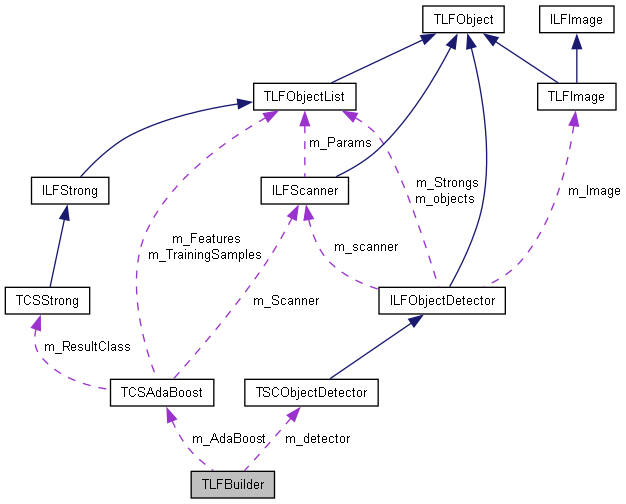 TLFObject
ILFImage
TLFObjectList
TLFImage
m_Params
ILFStrong
ILFScanner
m_Strongs
m_objects
m_Image
m_Features
m_TrainingSamples
m_scanner
TCSStrong
m_Scanner
ILFObjectDetector
m_ResultClass
TCSAdaBoost
TSCObjectDetector
m_AdaBoost
m_detector
TLFBuilder